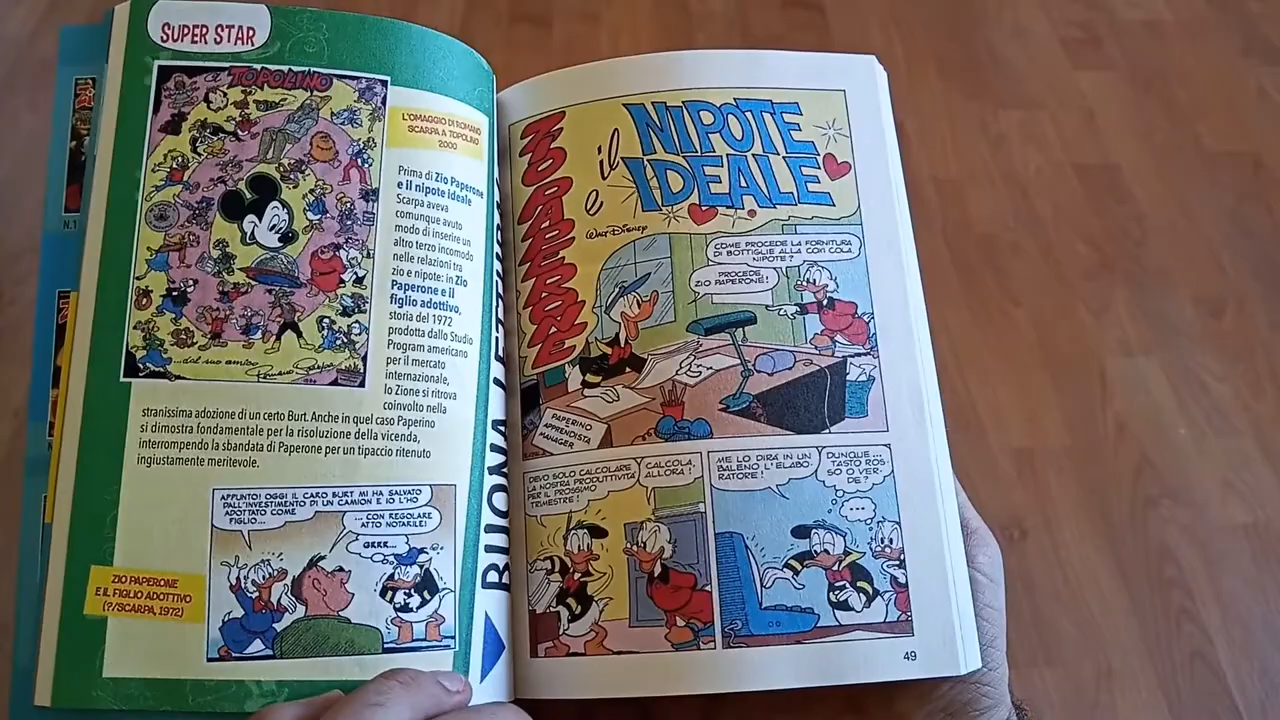 SUPER STAR
TOPOLINO
L'OMAGGIO DI ROMANO
SCARPA A TOPOLINO
2000
Prima di Zio Paperone
e il nipote ideale
Scarpa aveva
comunque avuto
modo di inserire un
altro terzo incomodo
nelle relazioni tra
zio e nipote: in Zio
Paperone e il
figlio adottivo,
storia del 1972
prodotta dallo Studio
Program americano
per il mercato
internazionale,
lo Zione si ritrova
coinvolto nella
stranissima adozione di un certo Burt. Anche in quel caso Paperino
si dimostra fondamentale per la risoluzione della vicenda,
interrompendo la sbandata di Paperone per un tipaccio ritenuto
ingiustamente meritevole.
...dal suo amico
Romano Scarpa
APPUNTO! OGGI IL CARO BURT MI HA SALVATO
DALL'INVESTIMENTO DI UN CAMION E IO L'HO
ADOTTATO COME
FIGLIO...
... CON REGOLARE
ATTO NOTARILE!
GRRR...
ZIO PAPERONE
E IL FIGLIO ADOTTIVO
(?/SCARPA, 1972)
N.1
BUONA LETTURA
ZIO PAPERONE
e il
NIPOTE
IDEALE
WALT DISNEY
COME PROCEDE LA FORNITURA
DI BOTTIGLIE ALLA CON COLA,
NIPOTE?
PROCEDE,
ZIO PAPERONE!
PAPERINO
APPRENDISTA
MANAGER
DEVO SOLO CALCOLARE
LA NOSTRA PRODUTTIVITÀ
PER IL PROSSIMO
TRIMESTRE!
CALCOLA,
ALLORA!
ME LO DIRÀ IN UN
BALENO L'ELABO-
RATORE!
DUNQUE...
TASTO ROS-
SO O VER-
DE?
...
49